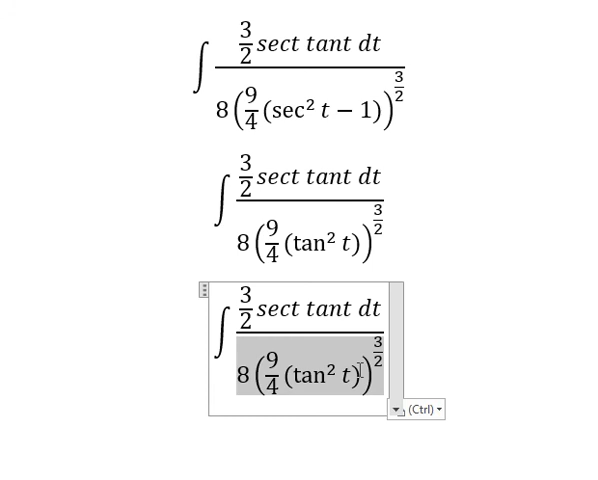 ∫ (3/2 sect tant dt) / (8(9/4 (sec² t − 1))^(3/2))
∫ (3/2 sect tant dt) / (8(9/4 (tan² t))^(3/2))
∫ (3/2 sect tant dt) / (8(9/4 (tan² t))^(3/2))
(Ctrl)